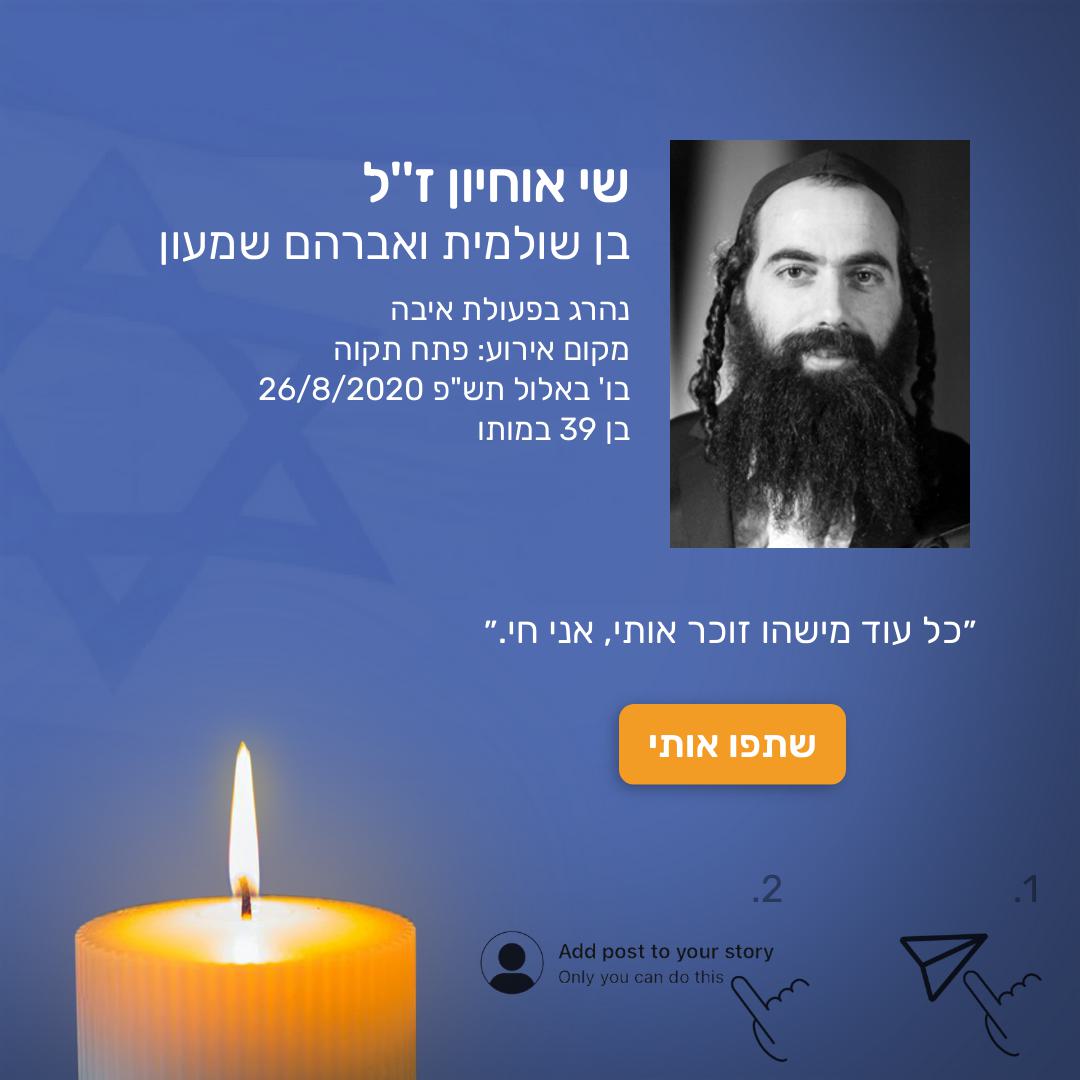 שי אוחיון ז''ל
בן שולמית ואברהם שמעון
נהרג בפעולת איבה
מקום אירוע: פתח תקוה
בו' באלול תש"פ 26/8/2020
בן 39 במותו
״כל עוד מישהו זוכר אותי, אני חי.״
שתפו אותי
1.
2.
Add post to your story
Only you can do this